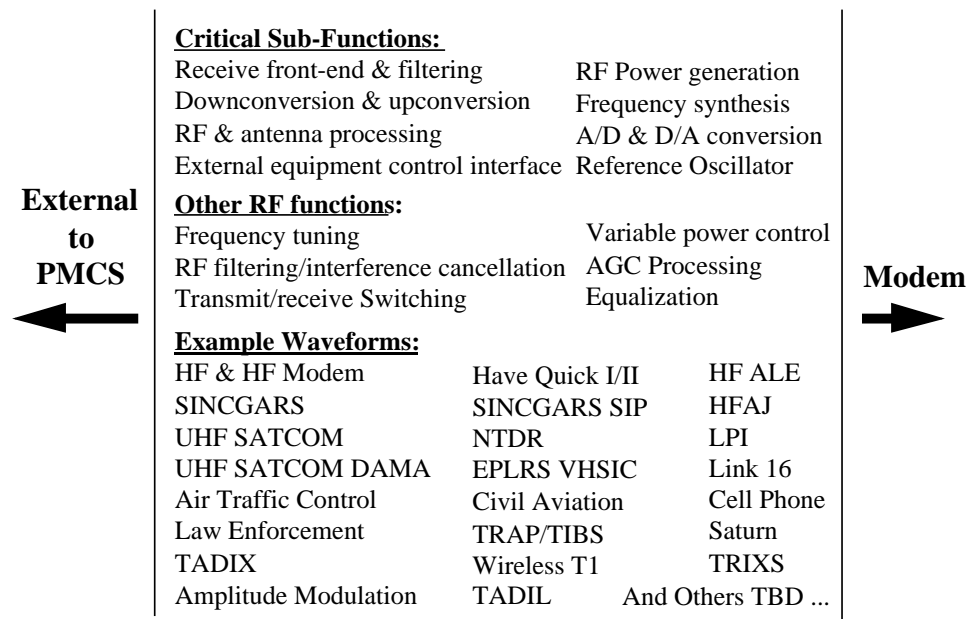 Critical Sub-Functions:
Receive front-end & filtering RF Power generation
Downconversion & upconversion Frequency synthesis
RF & antenna processing A/D & D/A conversion
External equipment control interface Reference Oscillator
External
to
PMCS
Other RF functions:
Frequency tuning Variable power control
RF filtering/interference cancellation AGC Processing
Transmit/receive Switching Equalization
Modem
Example Waveforms:
HF & HF Modem Have Quick I/II HF ALE
SINCGARS SINCGARS SIP HFAJ
UHF SATCOM NTDR LPI
UHF SATCOM DAMA EPLRS VHSIC Link 16
Air Traffic Control Civil Aviation Cell Phone
Law Enforcement TRAP/TIBS Saturn
TADIX Wireless T1 TRIXS
Amplitude Modulation TADIL And Others TBD ...